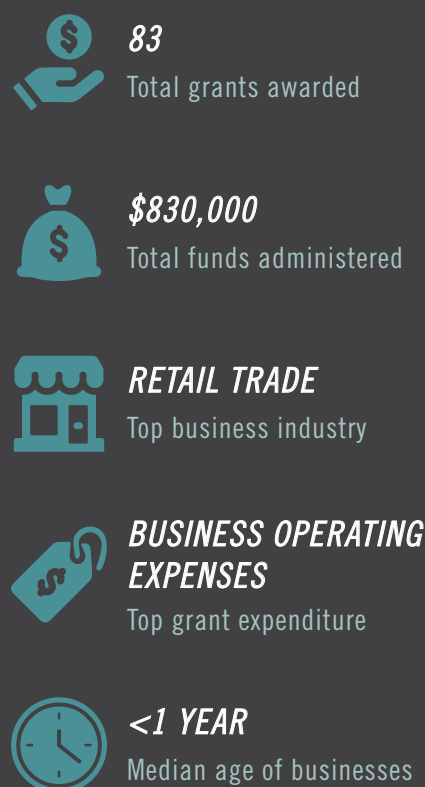 $
83
Total grants awarded
$
$830,000
Total funds administered
RETAIL TRADE
Top business industry
$
BUSINESS OPERATING
EXPENSES
Top grant expenditure
<1 YEAR
Median age of businesses